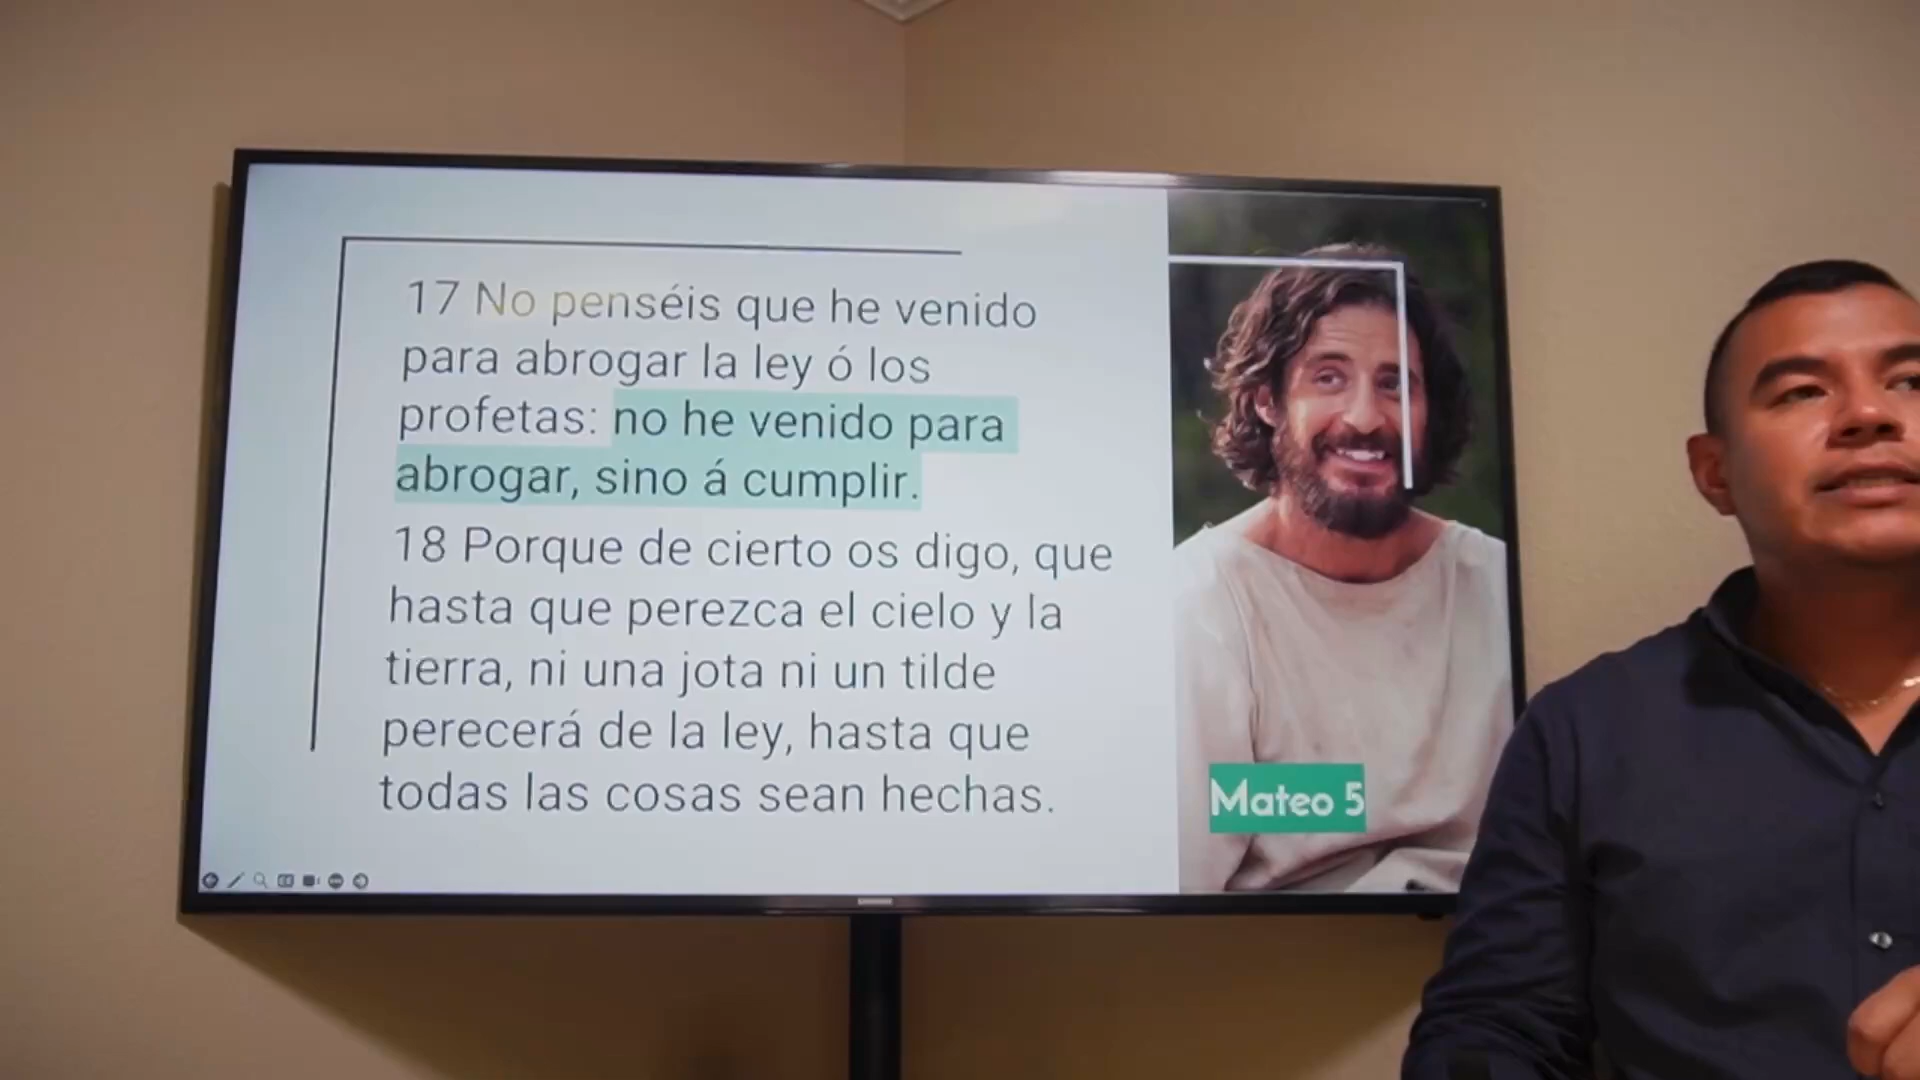 17 No penséis que he venido
para abrogar la ley ó los
profetas: no he venido para
abrogar, sino á cumplir.
18 Porque de cierto os digo, que
hasta que perezca el cielo y la
tierra, ni una jota ni un tilde
perecerá de la ley, hasta que
todas las cosas sean hechas.
Mateo 5